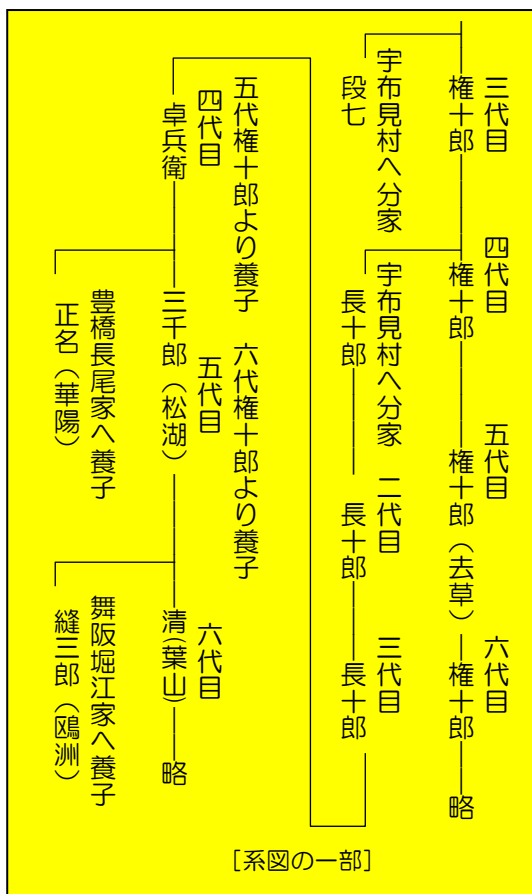 三代目
権十郎
四代目
権十郎
五代目
権十郎（去草）
六代目
権十郎
略
宇布見村へ分家
段七
宇布見村へ分家
長十郎
二代目
長十郎
三代目
長十郎
五代権十郎より養子
四代目
卓兵衛
六代権十郎より養子
五代目
三千郎（松湖）
六代目
清（葉山）
略
豊橋長尾家へ養子
正名（華陽）
舞阪堀江家へ養子
縫三郎（鷗洲）
［系図の一部］